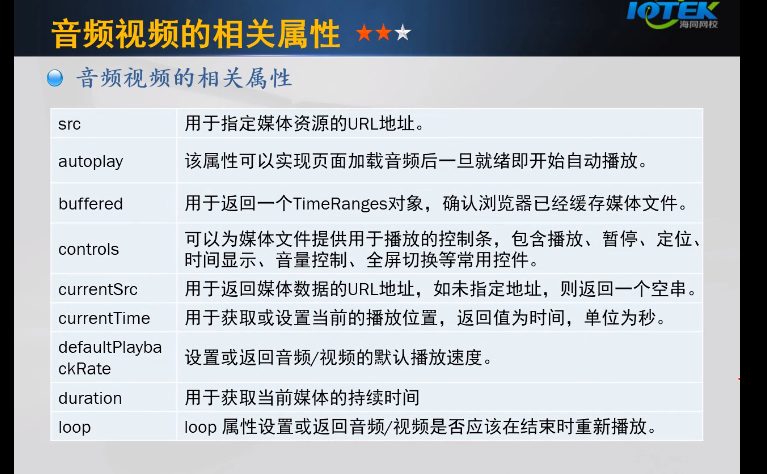 IOTEK
海同网校
音频视频的相关属性
音频视频的相关属性
src 用于指定媒体资源的URL地址。
autoplay 该属性可以实现页面加载音频后一旦就绪即开始自动播放。
buffered 用于返回一个TimeRanges对象，确认浏览器已经缓存媒体文件。
controls 可以为媒体文件提供用于播放的控制条，包含播放、暂停、定位、
时间显示、音量控制、全屏切换等常用控件。
currentSrc 用于返回媒体数据的URL地址，如未指定地址，则返回一个空串。
currentTime 用于获取或设置当前的播放位置，返回值为时间，单位为秒。
defaultPlayba
ckRate 设置或返回音频/视频的默认播放速度。
duration 用于获取当前媒体的持续时间
loop loop 属性设置或返回音频/视频是否应该在结束时重新播放。